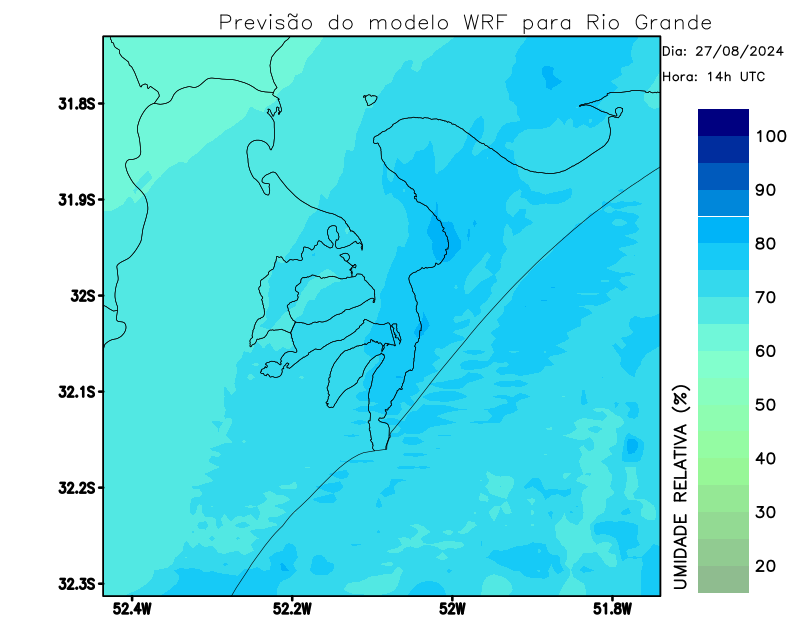 Previsão do modelo WRF para Rio Grande
Dia: 27/08/2024
Hora: 14h UTC
31.8S
31.9S
32S
32.1S
32.2S
32.3S
52.4W
52.2W
52W
51.8W
100
90
80
70
60
50
40
30
20
UMIDADE RELATIVA (%)